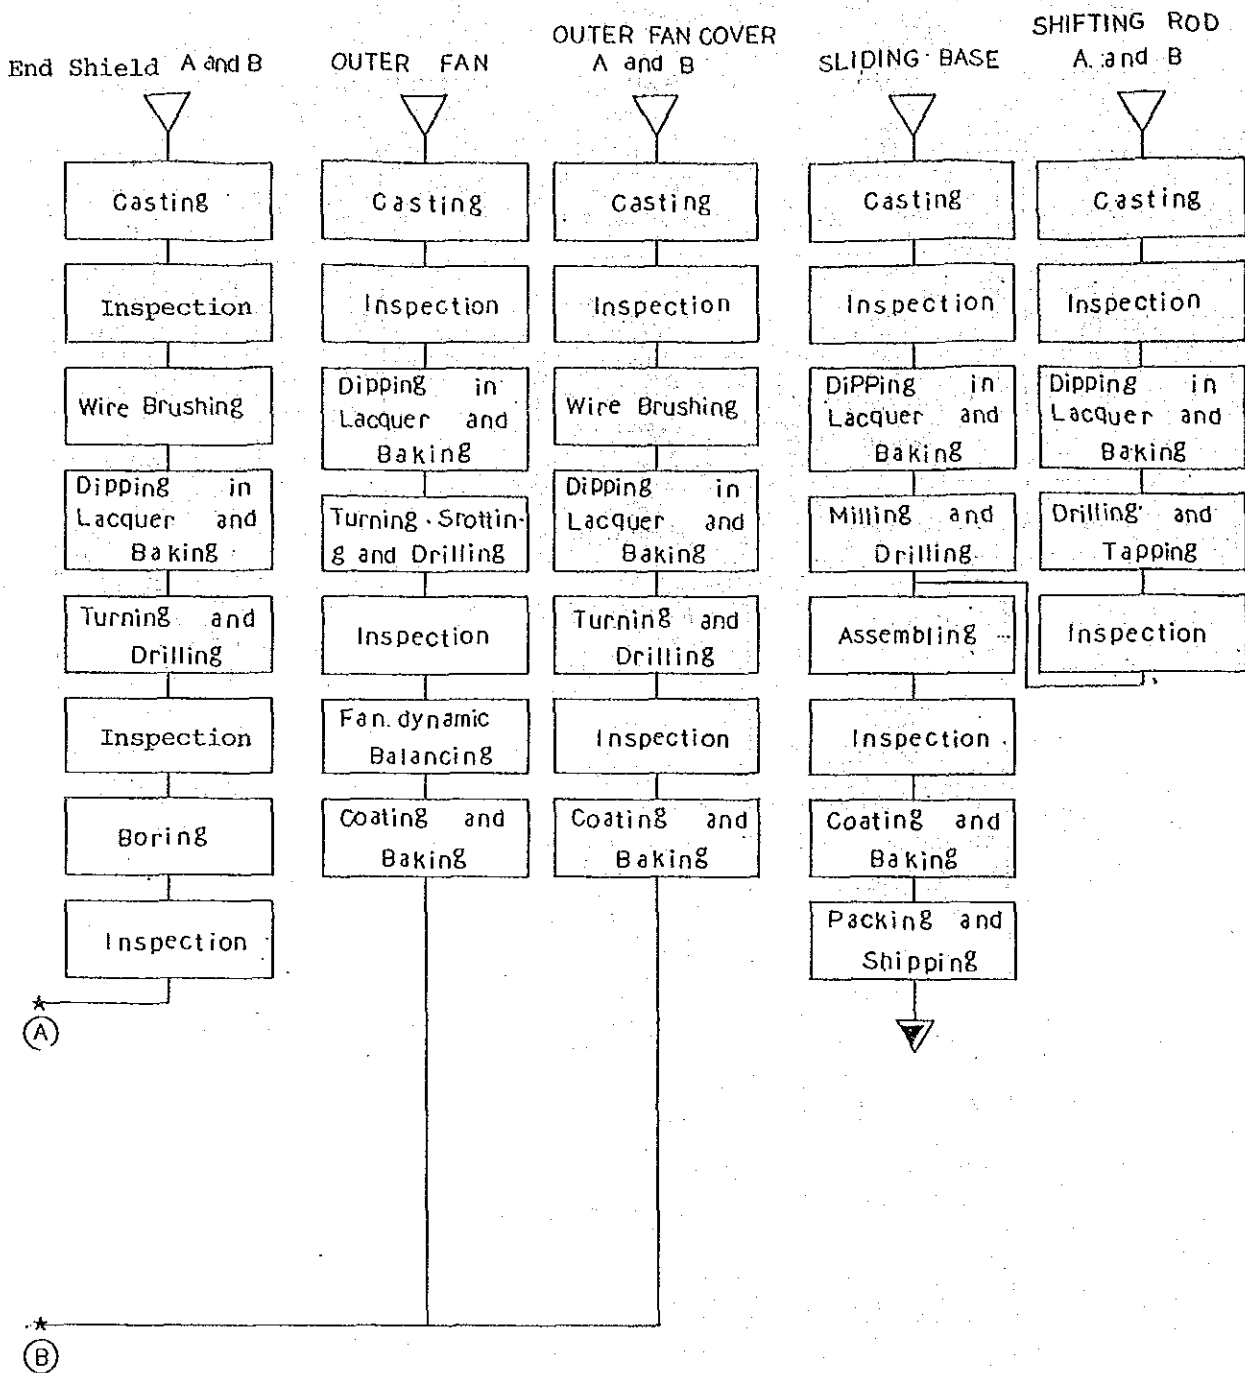 End Shield A and B
Casting
Inspection
Wire Brushing
Dipping in
Lacquer and
Baking
Turning and
Drilling
Inspection
Boring
Inspection
A
OUTER FAN
Casting
Inspection
Dipping in
Lacquer and
Baking
Turning · Srottin-
g and Drilling
Inspection
Fan. dynamic
Balancing
Coating and
Baking
OUTER FAN COVER
A and B
Casting
Inspection
Wire Brushing
Dipping in
Lacquer and
Baking
Turning and
Drilling
Inspection
Coating and
Baking
B
SLIDING BASE
Casting
Inspection
DiPPing in
Lacquer and
Baking
Milling and
Drilling
Assembling
Inspection
Coating and
Baking
Packing and
Shipping
SHIFTING ROD
A and B
Casting
Inspection
Dipping in
Lacquer and
Baking
Drilling and
Tapping
Inspection